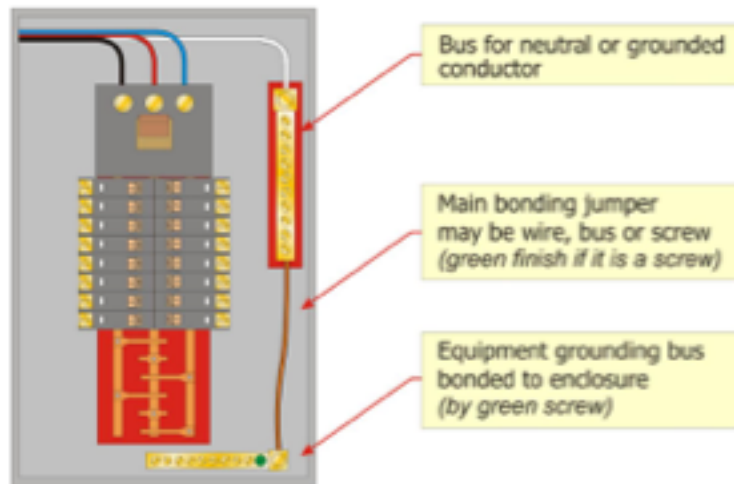 Bus for neutral or grounded
conductor
Main bonding jumper
may be wire, bus or screw
(green finish if it is a screw)
Equipment grounding bus
bonded to enclosure
(by green screw)